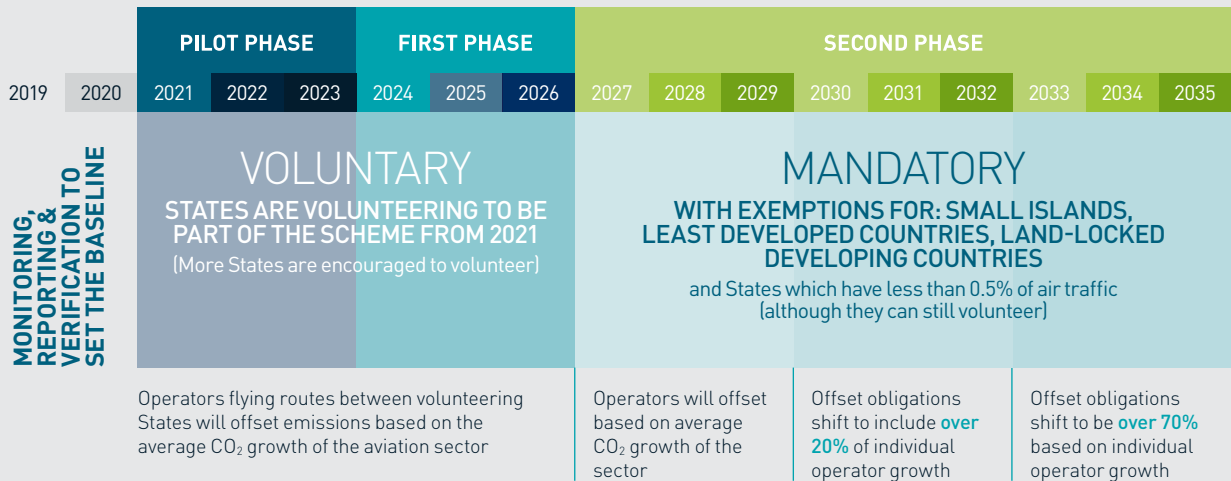 PILOT PHASE
FIRST PHASE
SECOND PHASE
2019 2020 2021 2022 2023 2024 2025 2026 2027 2028 2029 2030 2031 2032 2033 2034 2035
MONITORING,
REPORTING &
VERIFICATION TO
SET THE BASELINE
VOLUNTARY
STATES ARE VOLUNTEERING TO BE
PART OF THE SCHEME FROM 2021
(More States are encouraged to volunteer)
MANDATORY
WITH EXEMPTIONS FOR: SMALL ISLANDS,
LEAST DEVELOPED COUNTRIES, LAND-LOCKED
DEVELOPING COUNTRIES
and States which have less than 0.5% of air traffic
(although they can still volunteer)
Operators flying routes between volunteering
States will offset emissions based on the
average CO₂ growth of the aviation sector
Operators will offset
based on average
CO₂ growth of the
sector
Offset obligations
shift to include over
20% of individual
operator growth
Offset obligations
shift to be over 70%
based on individual
operator growth